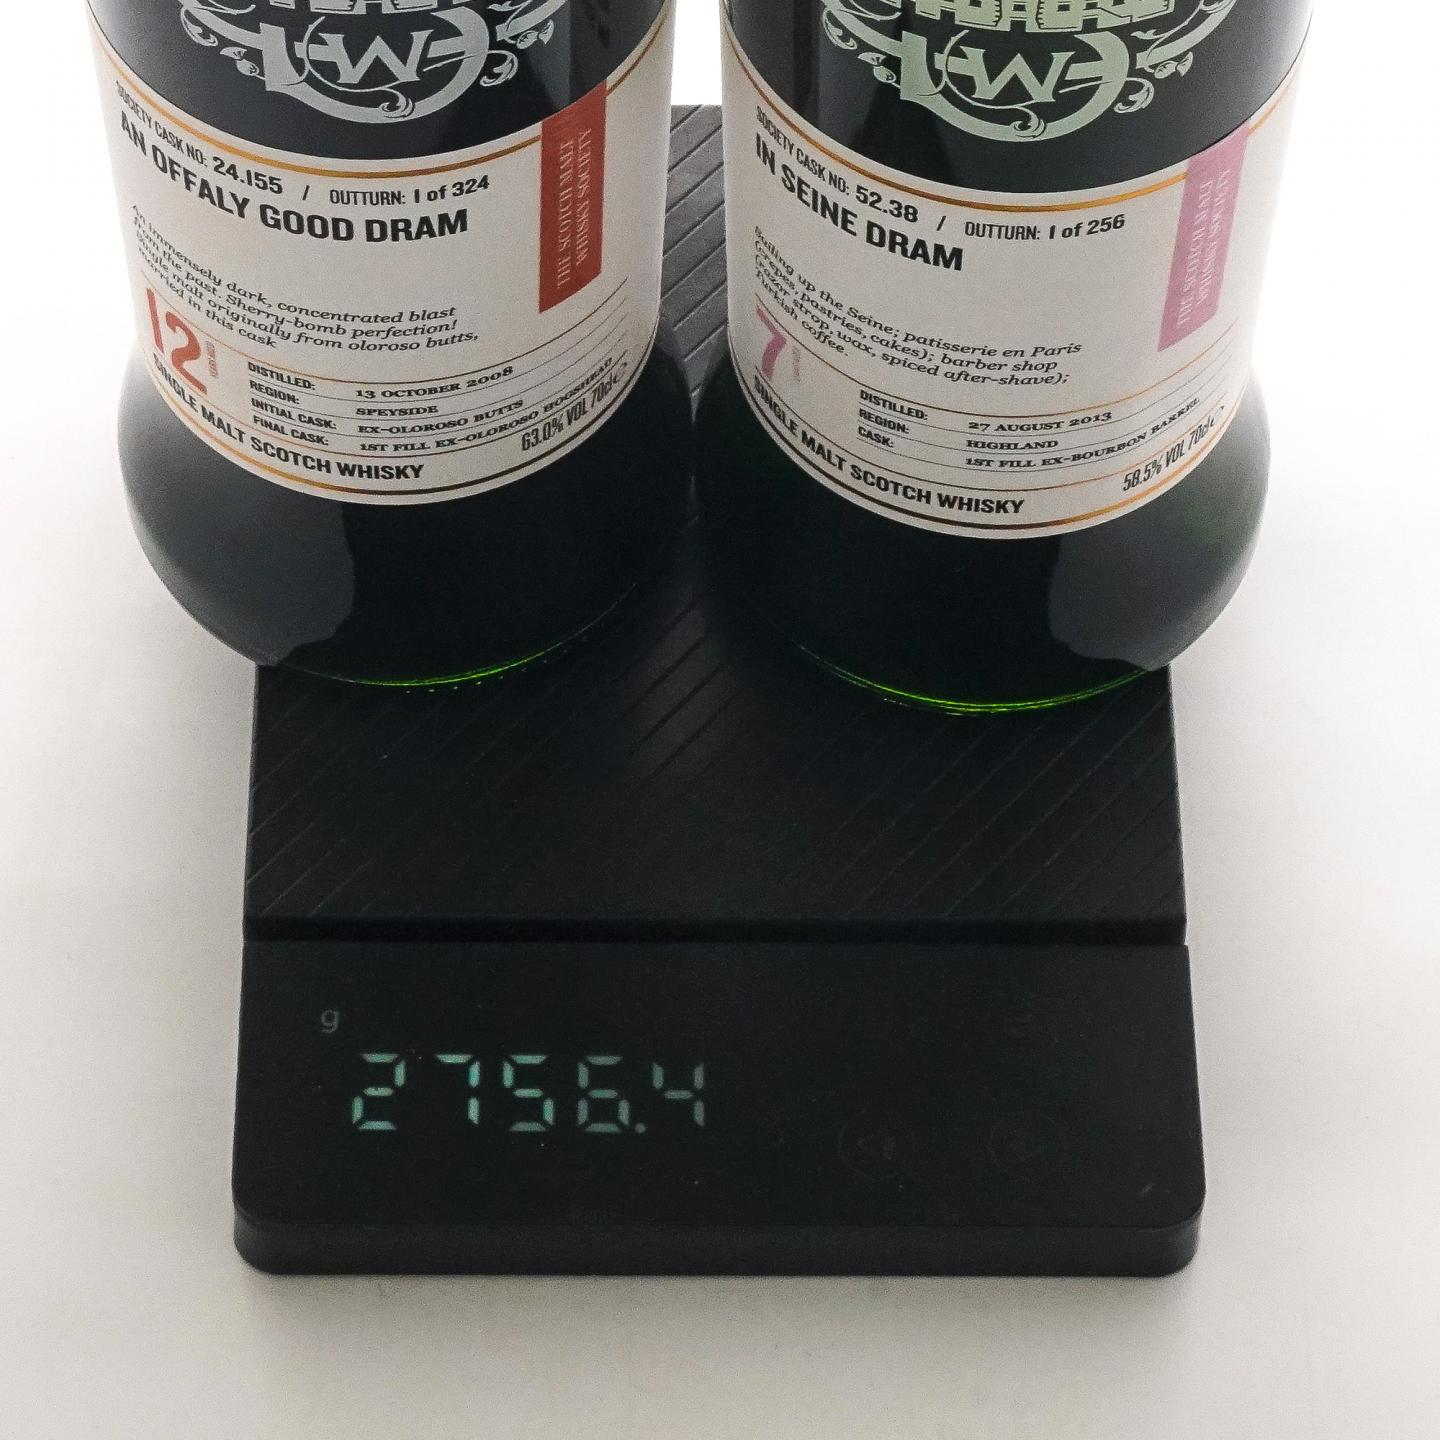 SOCIETY CASK NO: 24.155 / OUTTURN: 1 of 324
AN OFFALY GOOD DRAM
An immensely dark, concentrated blast
from the past. Sherry-bomb perfection!
Single malt originally from oloroso butts,
married in this cask
12
THE SCOTCH MALT
WHISKY SOCIETY
DISTILLED: 13 OCTOBER 2008
REGION: SPEYSIDE
INITIAL CASK: EX-OLOROSO BUTTS
FINAL CASK: 1ST FILL EX-OLOROSO HOGSHEAD
SINGLE MALT SCOTCH WHISKY
63.0% VOL 70cl e
SOCIETY CASK NO: 52.38 / OUTTURN: 1 of 256
IN SEINE DRAM
Sailing up the Seine; patisserie en Paris
(crepes, pastries, cakes); barber shop
(razor strop, wax, spiced after-shave);
Turkish coffee.
7
THE SCOTCH MALT
WHISKY SOCIETY
DISTILLED: 27 AUGUST 2013
REGION: HIGHLAND
CASK: 1ST FILL EX-BOURBON BARREL
SINGLE MALT SCOTCH WHISKY
58.5% VOL 70cl e
g
2756.4